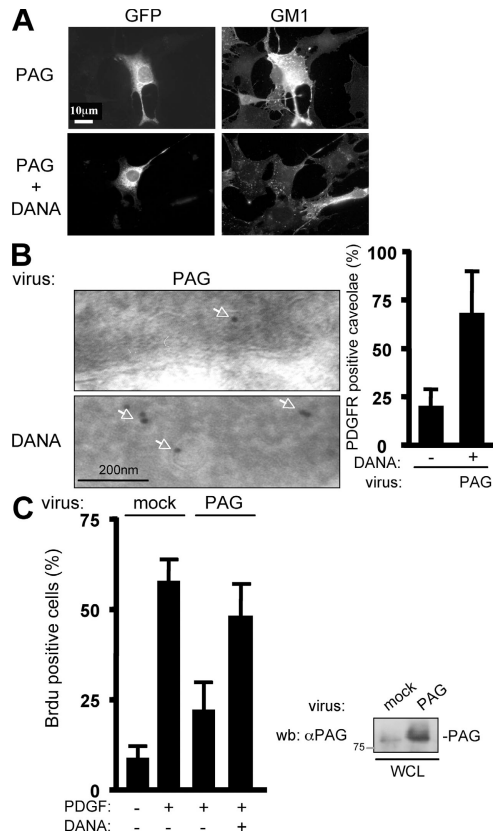 A
GFP GM1
PAG
10μm
PAG
+
DANA
B
virus: PAG
DANA
200nm
PDGFR positive caveolae (%)
100
75
50
25
0
DANA: - +
virus: PAG
C
virus: mock PAG
Brdu positive cells (%)
75
50
25
0
PDGF: - + + +
DANA: +
virus: mock PAG
wb: αPAG -PAG
75
WCL